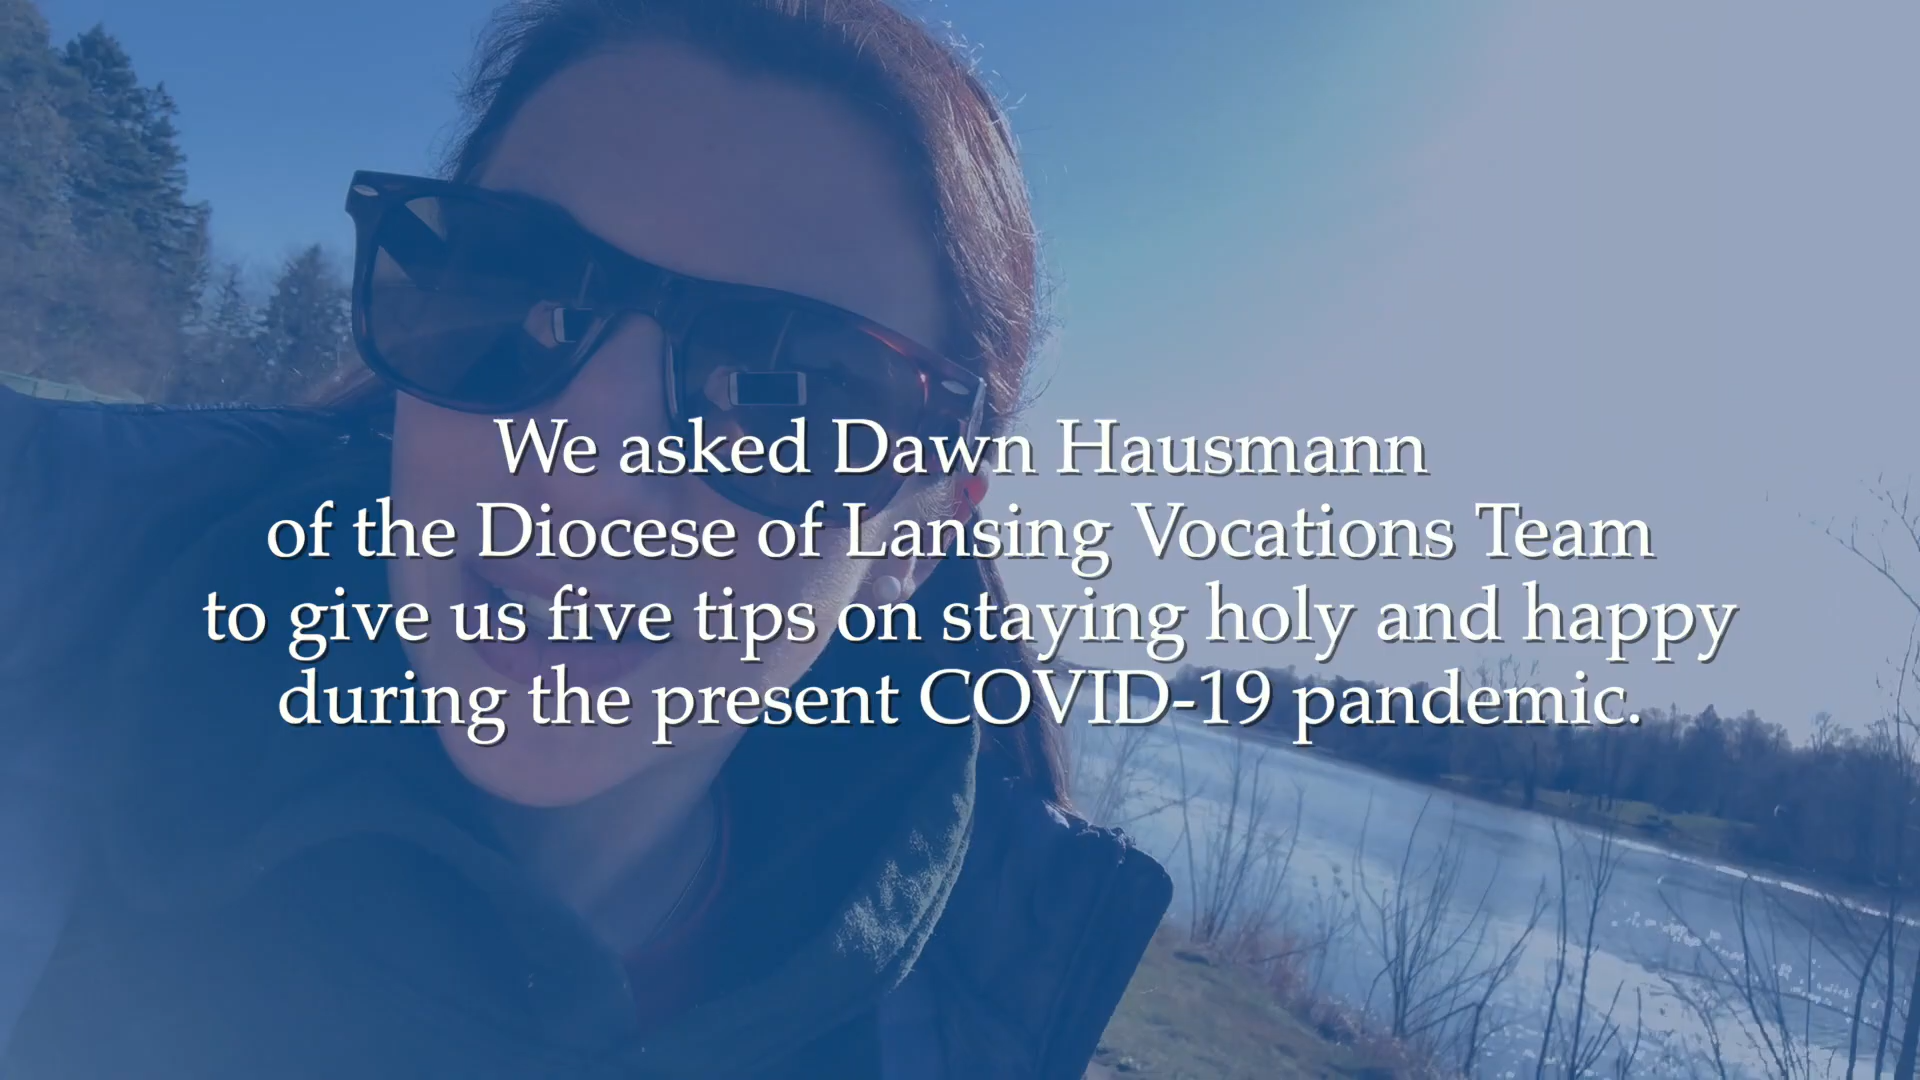 We asked Dawn Hausmann
of the Diocese of Lansing Vocations Team
to give us five tips on staying holy and happy
during the present COVID-19 pandemic.